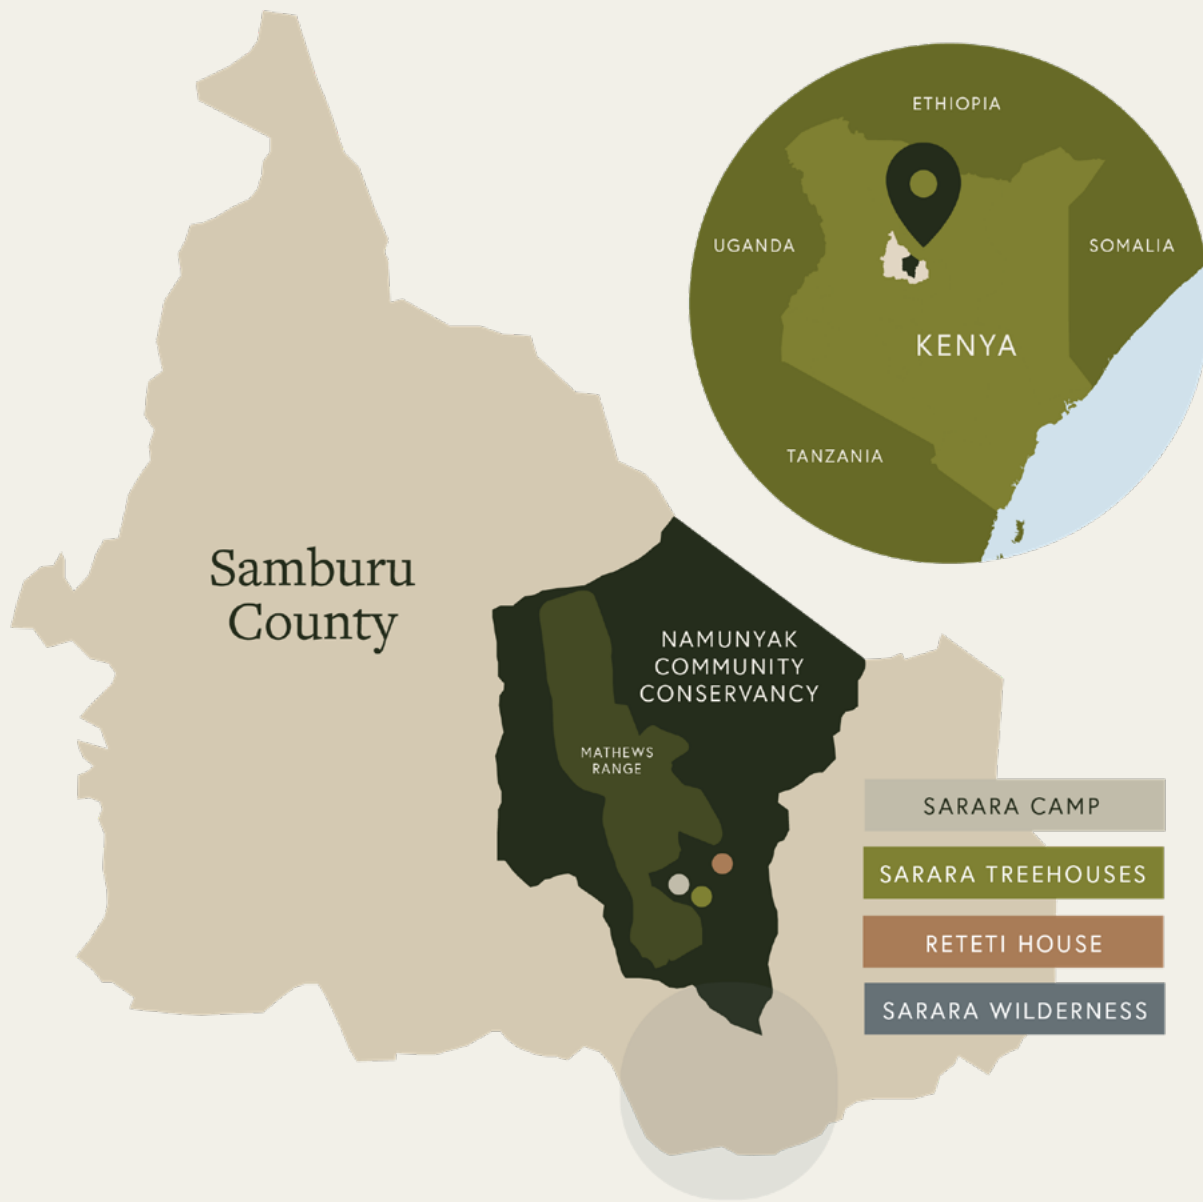 ETHIOPIA
UGANDA
SOMALIA
KENYA
TANZANIA
Samburu
County
NAMUNYAK
COMMUNITY
CONSERVANCY
MATHEWS
RANGE
SARARA CAMP
SARARA TREEHOUSES
RETETI HOUSE
SARARA WILDERNESS